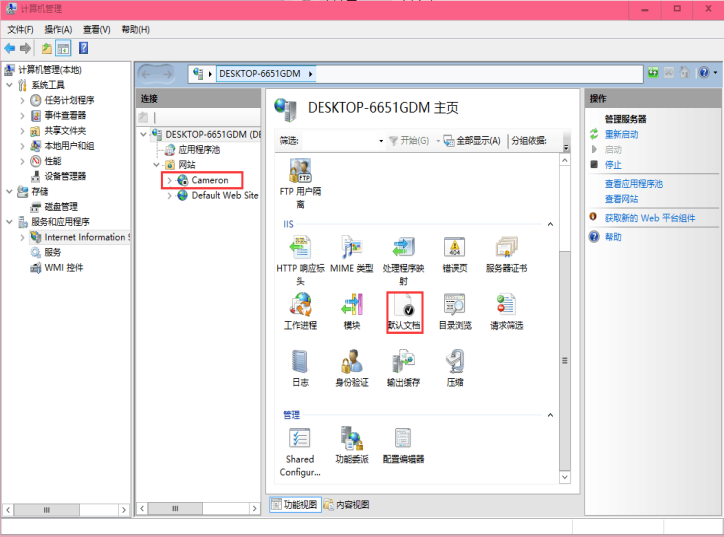 计算机管理
文件(F) 操作(A) 查看(V) 帮助(H)
计算机管理(本地)
系统工具
任务计划程序
事件查看器
共享文件夹
本地用户和组
性能
设备管理器
存储
磁盘管理
服务和应用程序
Internet Information S
服务
WMI 控件
DESKTOP-6651GDM
连接
DESKTOP-6651GDM (DE
应用程序池
网站
Cameron
Default Web Site
DESKTOP-6651GDM 主页
筛选: 开始(G) 全部显示(A) 分组依据:
FTP 用户隔
离
IIS
HTTP 响应标
头
MIME 类型
处理程序映
射
错误页
服务器证书
工作进程
模块
默认文档
目录浏览
请求筛选
日志
身份验证
输出缓存
压缩
管理
Shared
Configur...
功能委派
配置编辑器
功能视图 内容视图
操作
管理服务器
重新启动
启动
停止
查看应用程序池
查看网站
获取新的 Web 平台组件
帮助